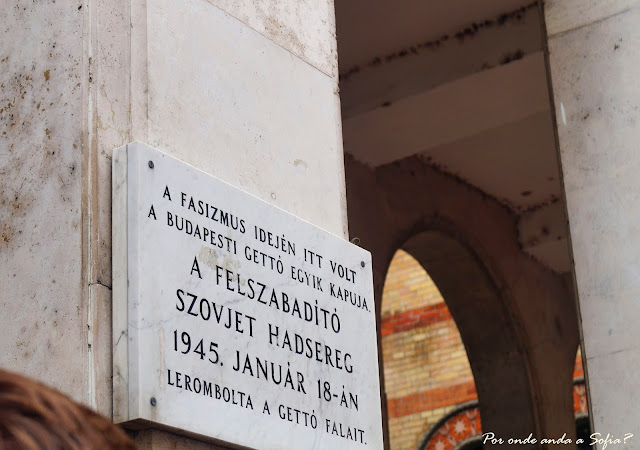 A FASIZMUS IDEJÉN ITT VOLT
A BUDAPESTI GETTÓ EGYIK KAPUJA.
A FELSZABADÍTÓ
SZOVJET HADSEREG
1945. JANUÁR 18-ÁN
LEROMBOLTA A GETTÓ FALAIT.
Por onde anda a Sofia?